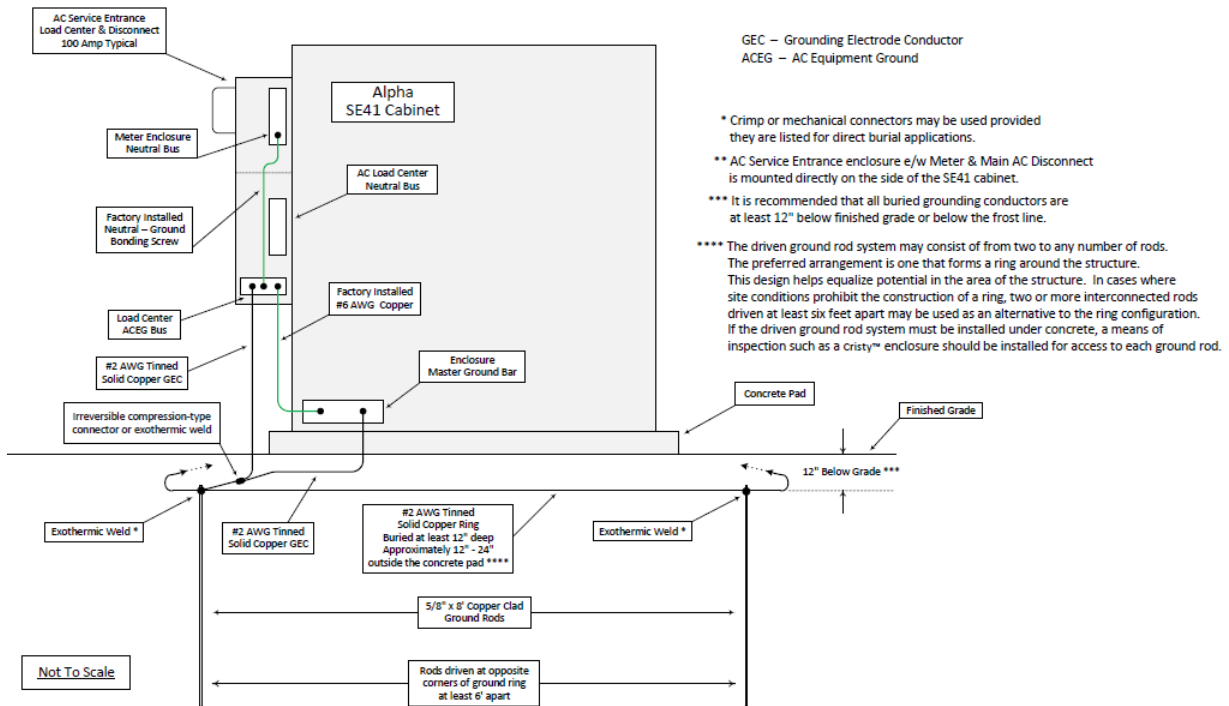 AC Service Entrance
Load Center & Disconnect
100 Amp Typical
GEC – Grounding Electrode Conductor
ACEG – AC Equipment Ground
Alpha
SE41 Cabinet
Meter Enclosure
Neutral Bus
* Crimp or mechanical connectors may be used provided
they are listed for direct burial applications.
** AC Service Entrance enclosure e/w Meter & Main AC Disconnect
is mounted directly on the side of the SE41 cabinet.
AC Load Center
Neutral Bus
*** It is recommended that all buried grounding conductors are
at least 12" below finished grade or below the frost line.
Factory Installed
Neutral – Ground
Bonding Screw
**** The driven ground rod system may consist of from two to any number of rods.
The preferred arrangement is one that forms a ring around the structure.
This design helps equalize potential in the area of the structure. In cases where
site conditions prohibit the construction of a ring, two or more interconnected rods
driven at least six feet apart may be used as an alternative to the ring configuration.
If the driven ground rod system must be installed under concrete, a means of
inspection such as a Cristy™ enclosure should be installed for access to each ground rod.
Factory Installed
#6 AWG Copper
Load Center
ACEG Bus
#2 AWG Tinned
Solid Copper GEC
Enclosure
Master Ground Bar
Concrete Pad
Irreversible compression-type
connector or exothermic weld
Finished Grade
12" Below Grade ***
Exothermic Weld *
#2 AWG Tinned
Solid Copper GEC
#2 AWG Tinned
Solid Copper Ring
Buried at least 12" deep
Approximately 12" - 24"
outside the concrete pad ****
Exothermic Weld *
5/8" x 8' Copper Clad
Ground Rods
Not To Scale
Rods driven at opposite
corners of ground ring
at least 6' apart